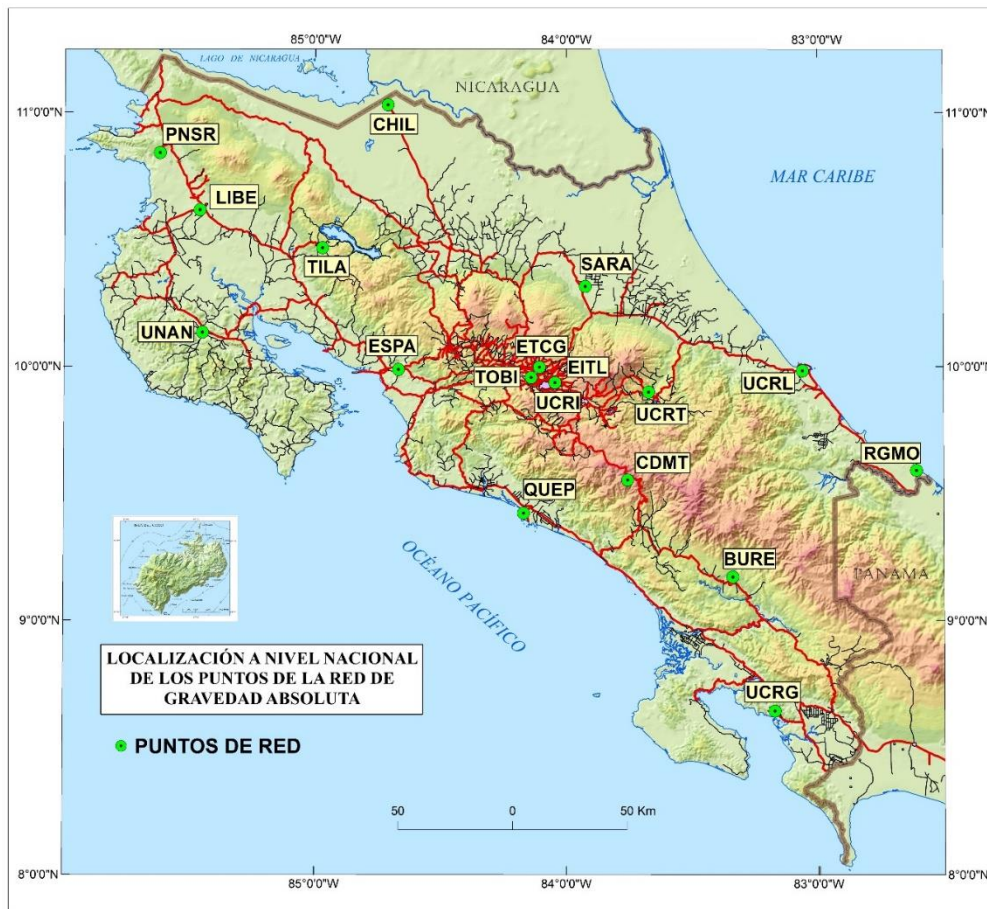 85°0'0"W
84°0'0"W
83°0'0"W
LAGO DE NICARAGUA
NICARAGUA
11°0'0"N
11°0'0"N
CHIL
PNSR
MAR CARIBE
LIBE
SARA
TILA
UNAN
ESPA
ETCG
10°0'0"N
10°0'0"N
TOBI
EITL
UCRL
UCRI
UCRT
RGMO
CDMT
QUEP
BURE
PANAMÁ
OCÉANO PACÍFICO
9°0'0"N
9°0'0"N
LOCALIZACIÓN A NIVEL NACIONAL
DE LOS PUNTOS DE LA RED DE
GRAVEDAD ABSOLUTA
UCRG
PUNTOS DE RED
50
0
50 Km
8°0'0"N
8°0'0"N
85°0'0"W
84°0'0"W
83°0'0"W